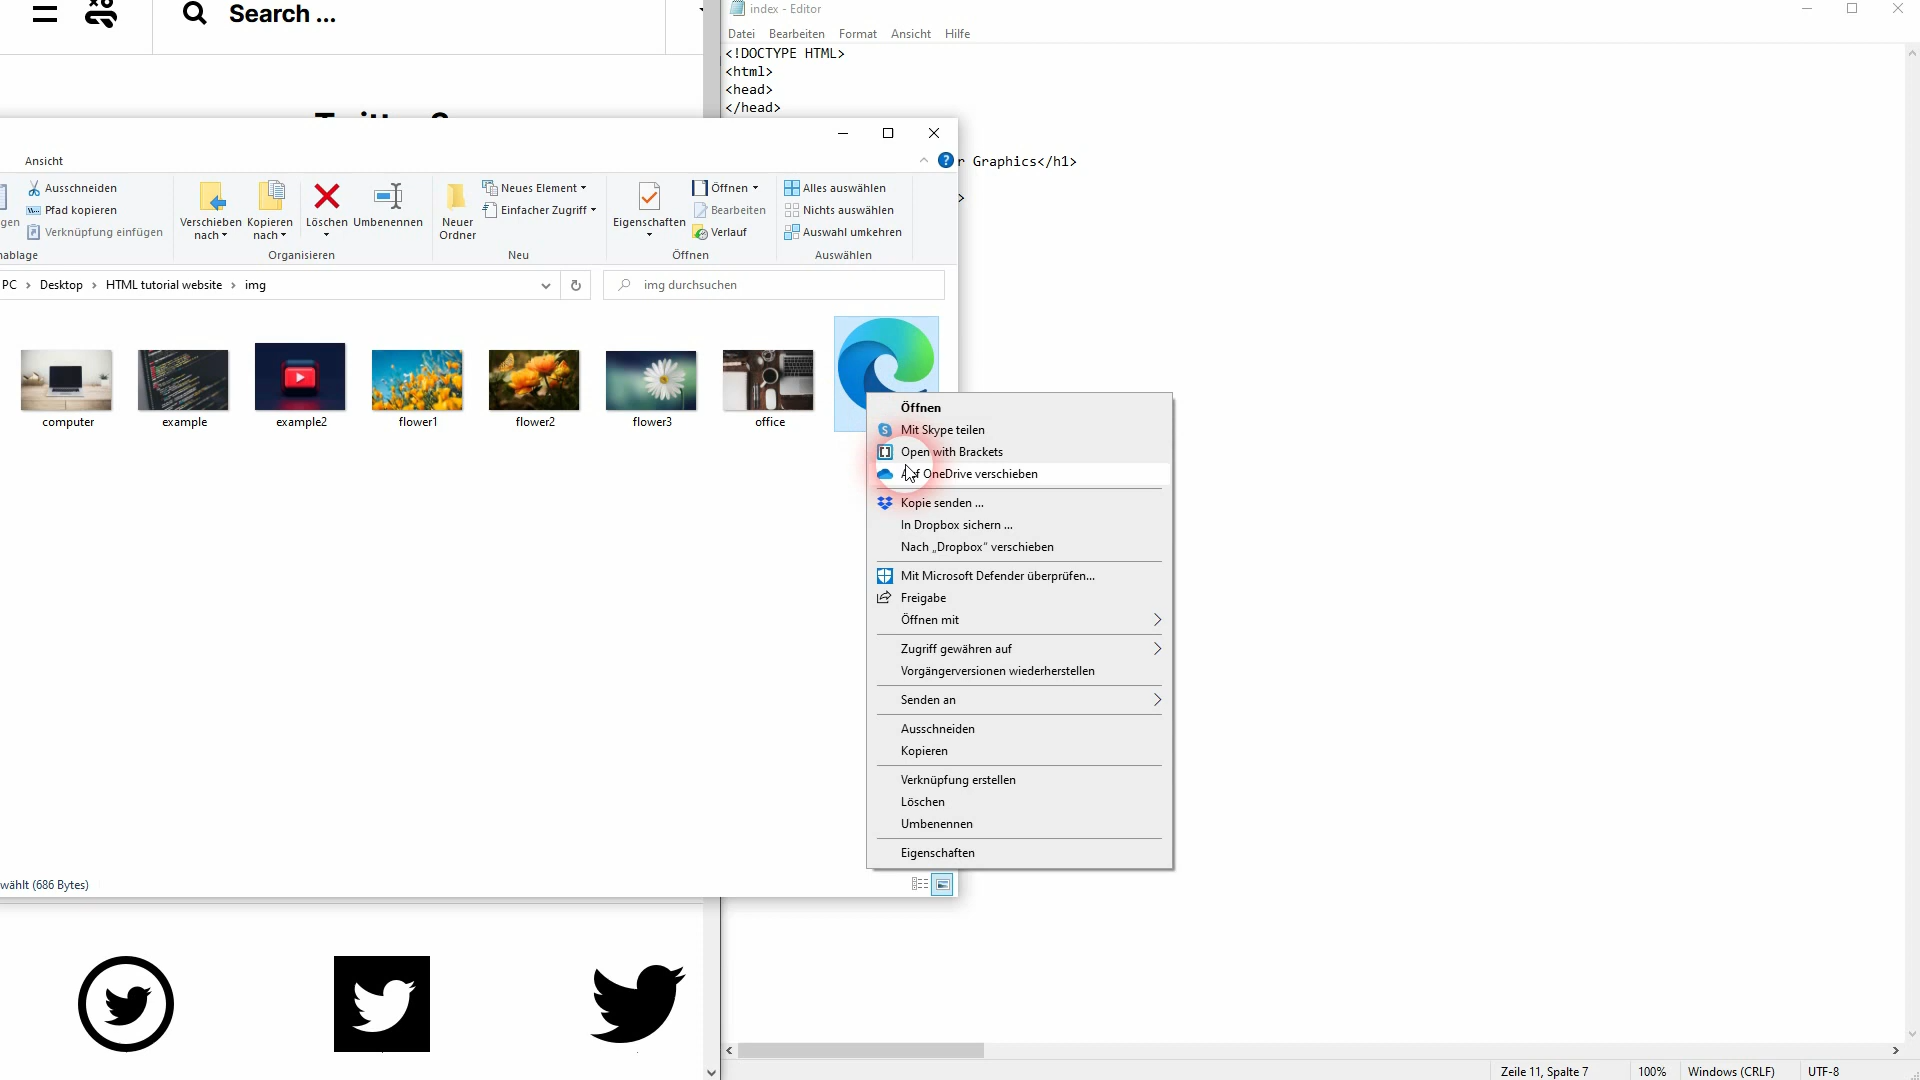 Search ...
index - Editor
Datei Bearbeiten Format Ansicht Hilfe
<!DOCTYPE HTML>
<html>
<head>
</head>
r Graphics</h1>
>
Ansicht
Ausschneiden
Pfad kopieren
Verknüpfung einfügen
gen
ablage
Verschieben nach
Kopieren nach
Löschen
Umbenennen
Organisieren
Neuer Ordner
Neues Element
Einfacher Zugriff
Neu
Eigenschaften
Öffnen
Bearbeiten
Verlauf
Öffnen
Alles auswählen
Nichts auswählen
Auswahl umkehren
Auswählen
PC > Desktop > HTML tutorial website > img
img durchsuchen
computer
example
example2
flower1
flower2
flower3
office
Öffnen
Mit Skype teilen
Open with Brackets
Auf OneDrive verschieben
Kopie senden ...
In Dropbox sichern ...
Nach „Dropbox" verschieben
Mit Microsoft Defender überprüfen...
Freigabe
Öffnen mit
Zugriff gewähren auf
Vorgängerversionen wiederherstellen
Senden an
Ausschneiden
Kopieren
Verknüpfung erstellen
Löschen
Umbenennen
Eigenschaften
wählt (686 Bytes)
Zeile 11, Spalte 7
100%
Windows (CRLF)
UTF-8